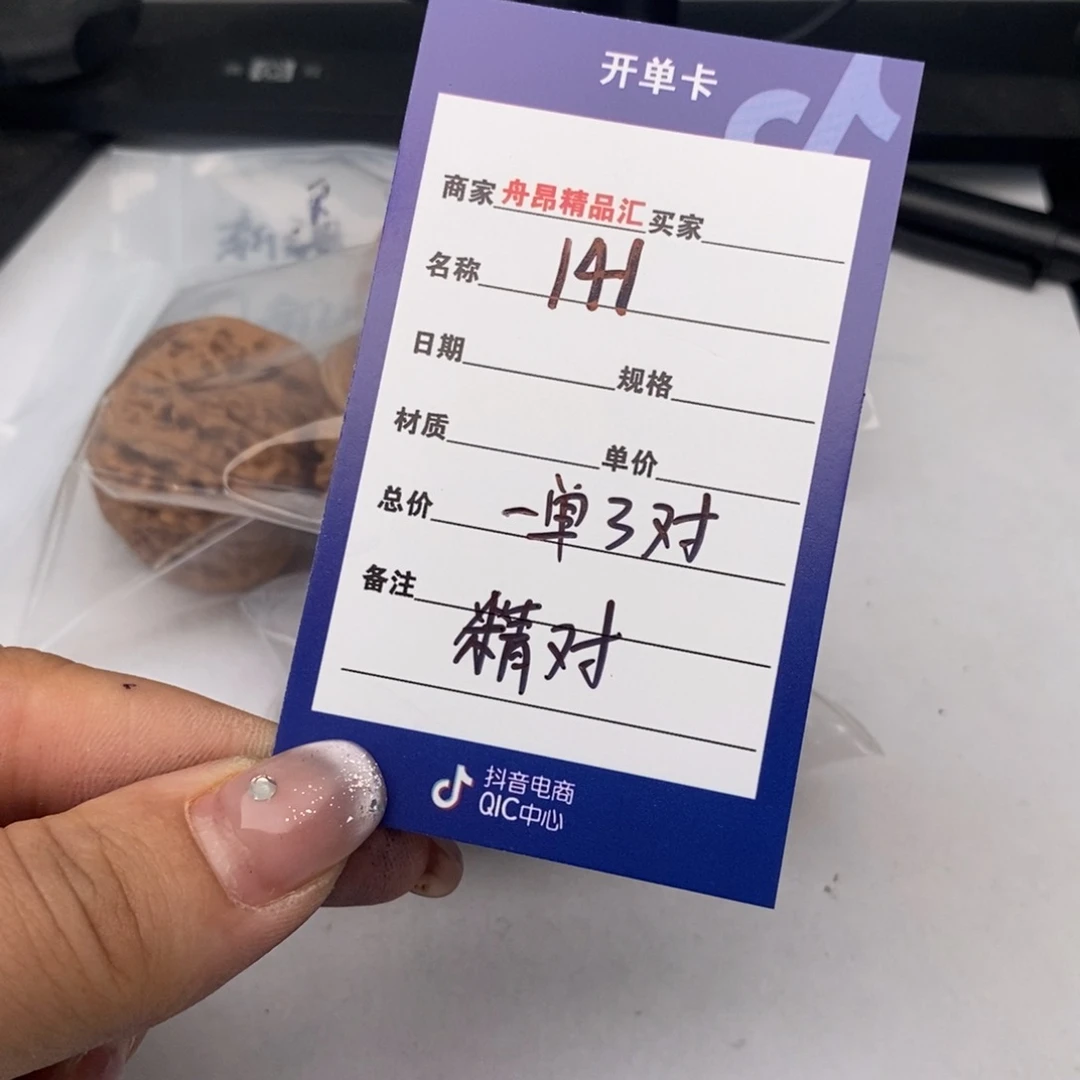 开单卡
商家 舟昂精品汇 买家
名称 141
日期 规格
材质 单价
总价 一单3对
备注 精对
抖音电商
QIC中心